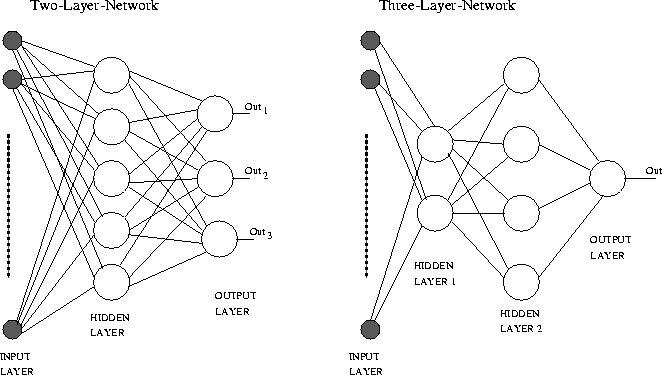 Two-Layer-Network
Out 1
Out 2
Out 3
HIDDEN
LAYER
OUTPUT
LAYER
INPUT
LAYER
Three-Layer-Network
Out
HIDDEN
LAYER 1
OUTPUT
LAYER
HIDDEN
LAYER 2
INPUT
LAYER